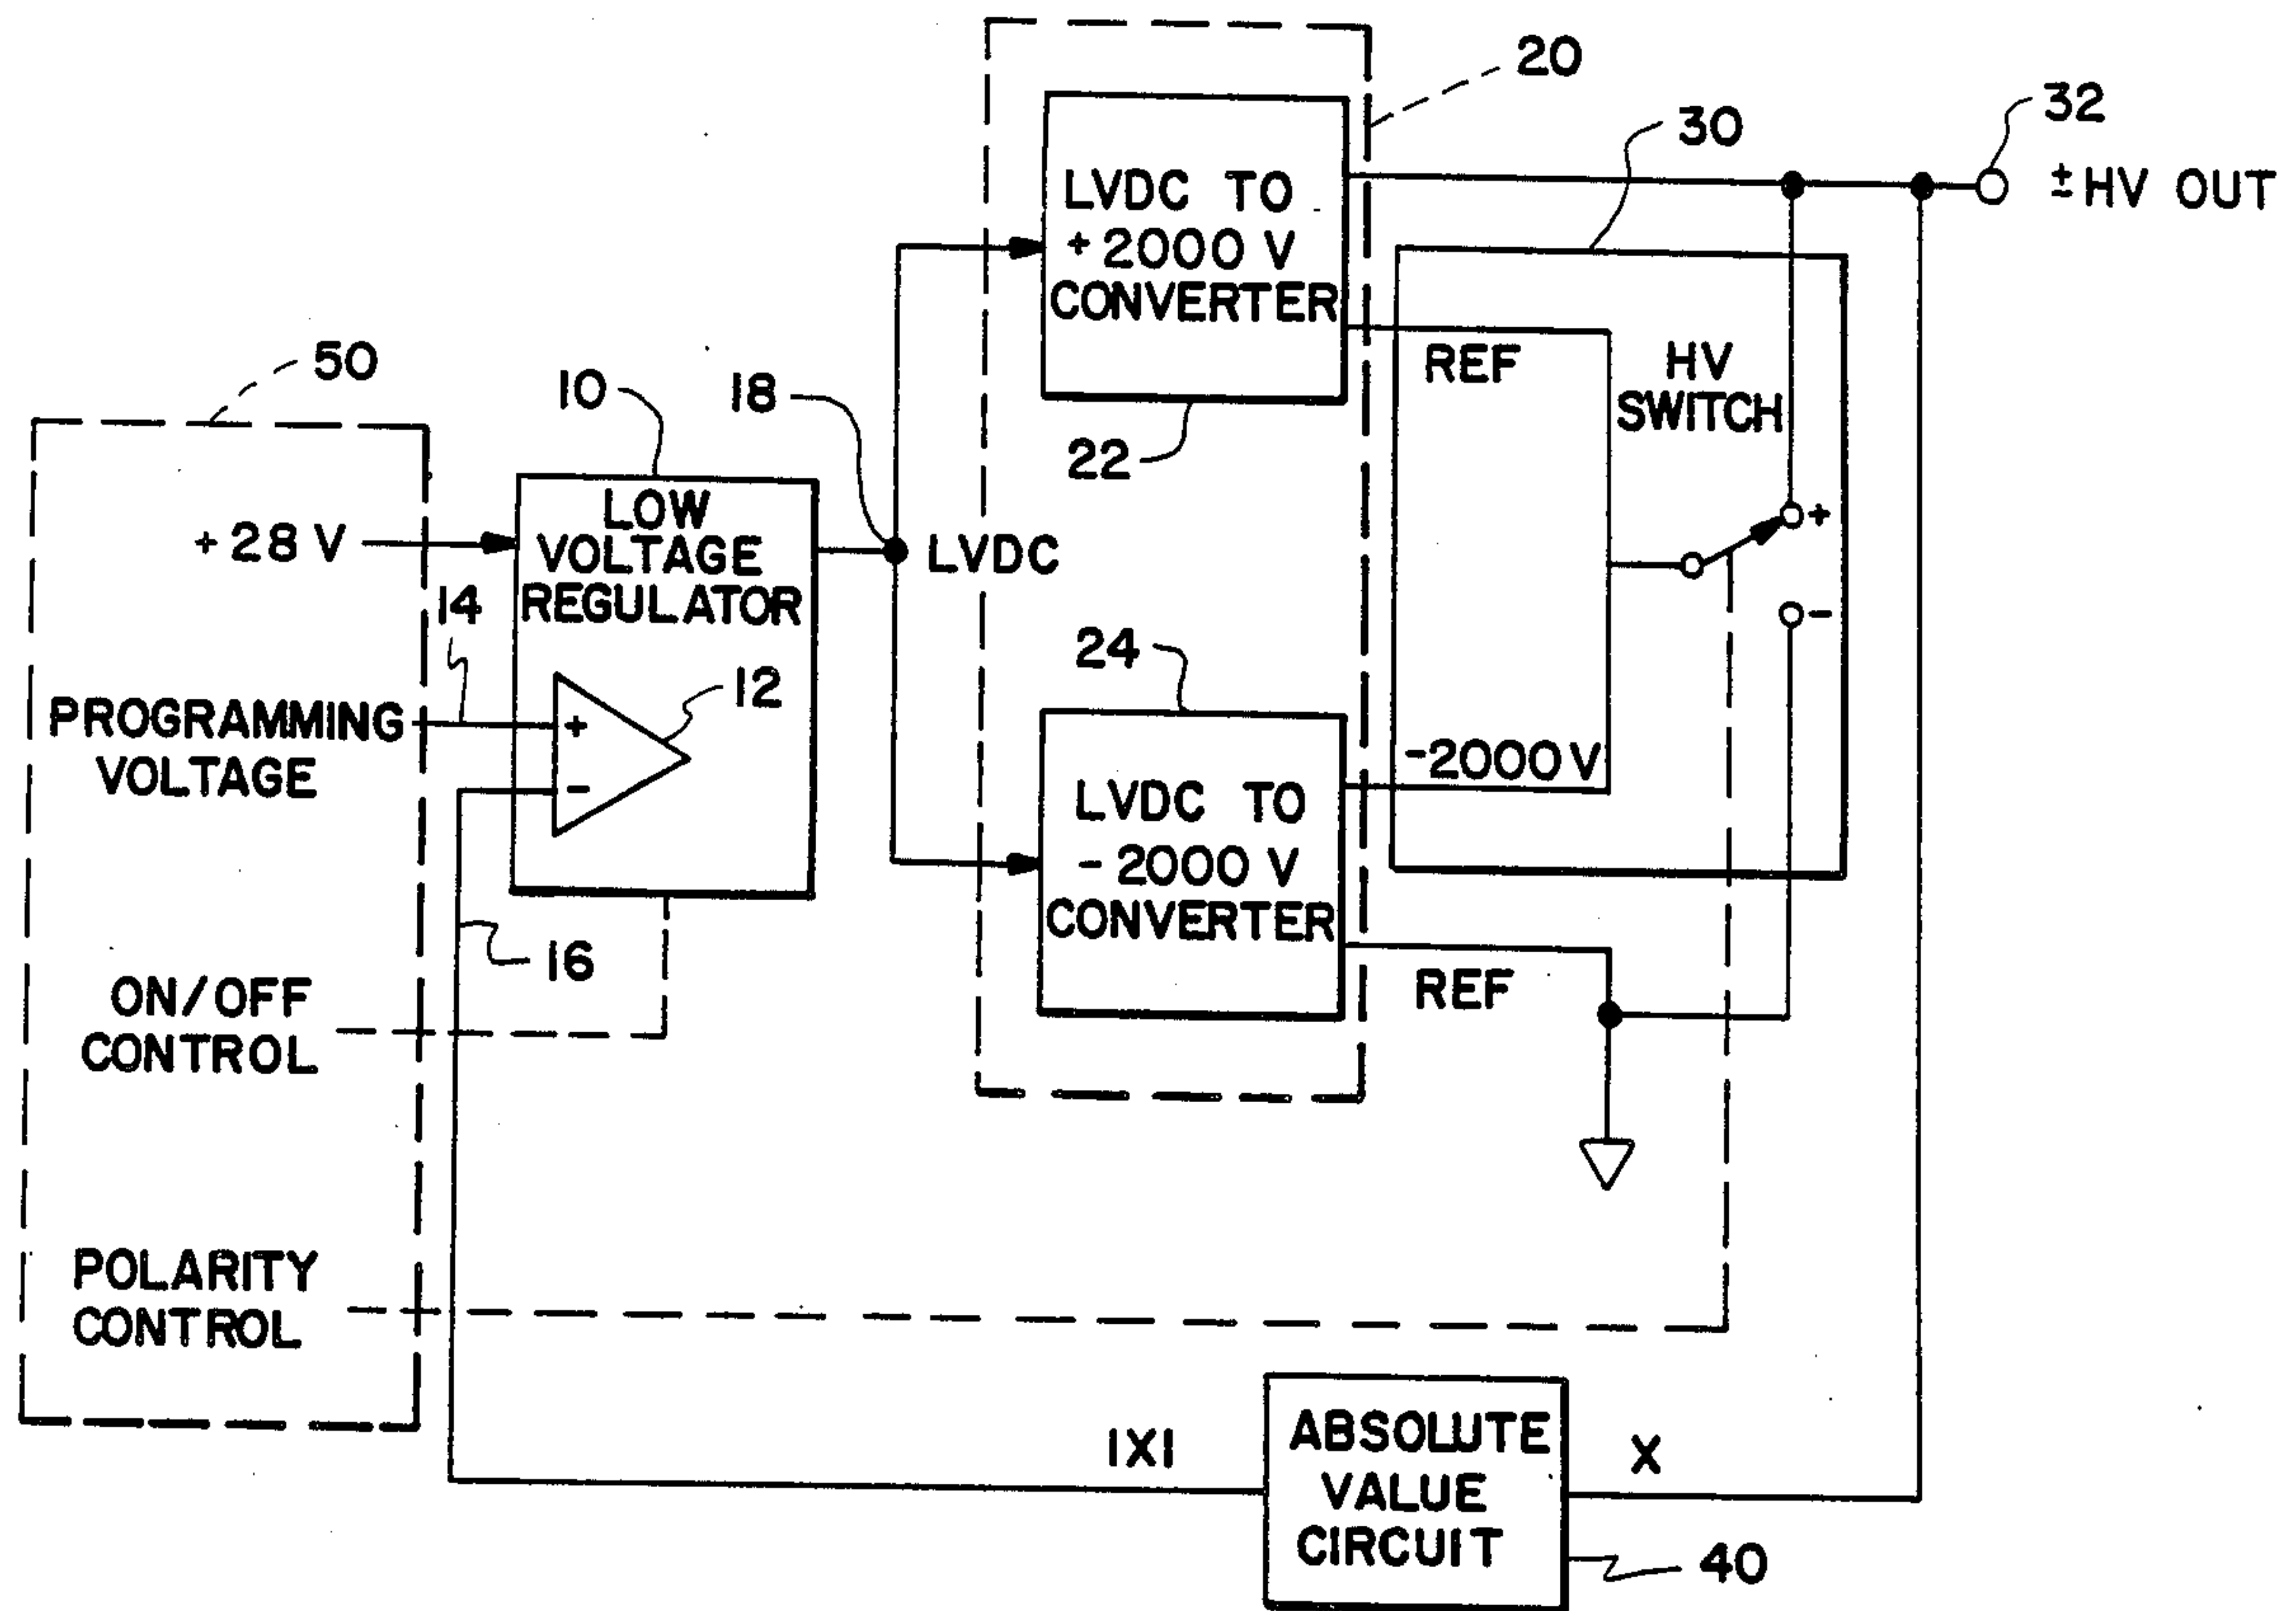 20
32
30
± HV OUT
LVDC TO
+ 2000 V
CONVERTER
REF
HV
SWITCH
22
50
10
18
+28 V
LOW
VOLTAGE
REGULATOR
LVDC
+
-
14
12
24
PROGRAMMING
VOLTAGE
+
-
-2000 V
LVDC TO
- 2000 V
CONVERTER
REF
16
ON/OFF
CONTROL
POLARITY
CONTROL
|X|
ABSOLUTE
VALUE
CIRCUIT
X
40